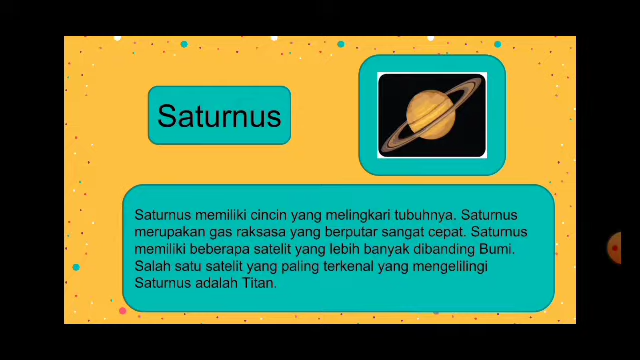 Saturnus
Saturnus memiliki cincin yang melingkari tubuhnya. Saturnus
merupakan gas raksasa yang berputar sangat cepat. Saturnus
memiliki beberapa satelit yang lebih banyak dibanding Bumi.
Salah satu satelit yang paling terkenal yang mengelilingi
Saturnus adalah Titan.